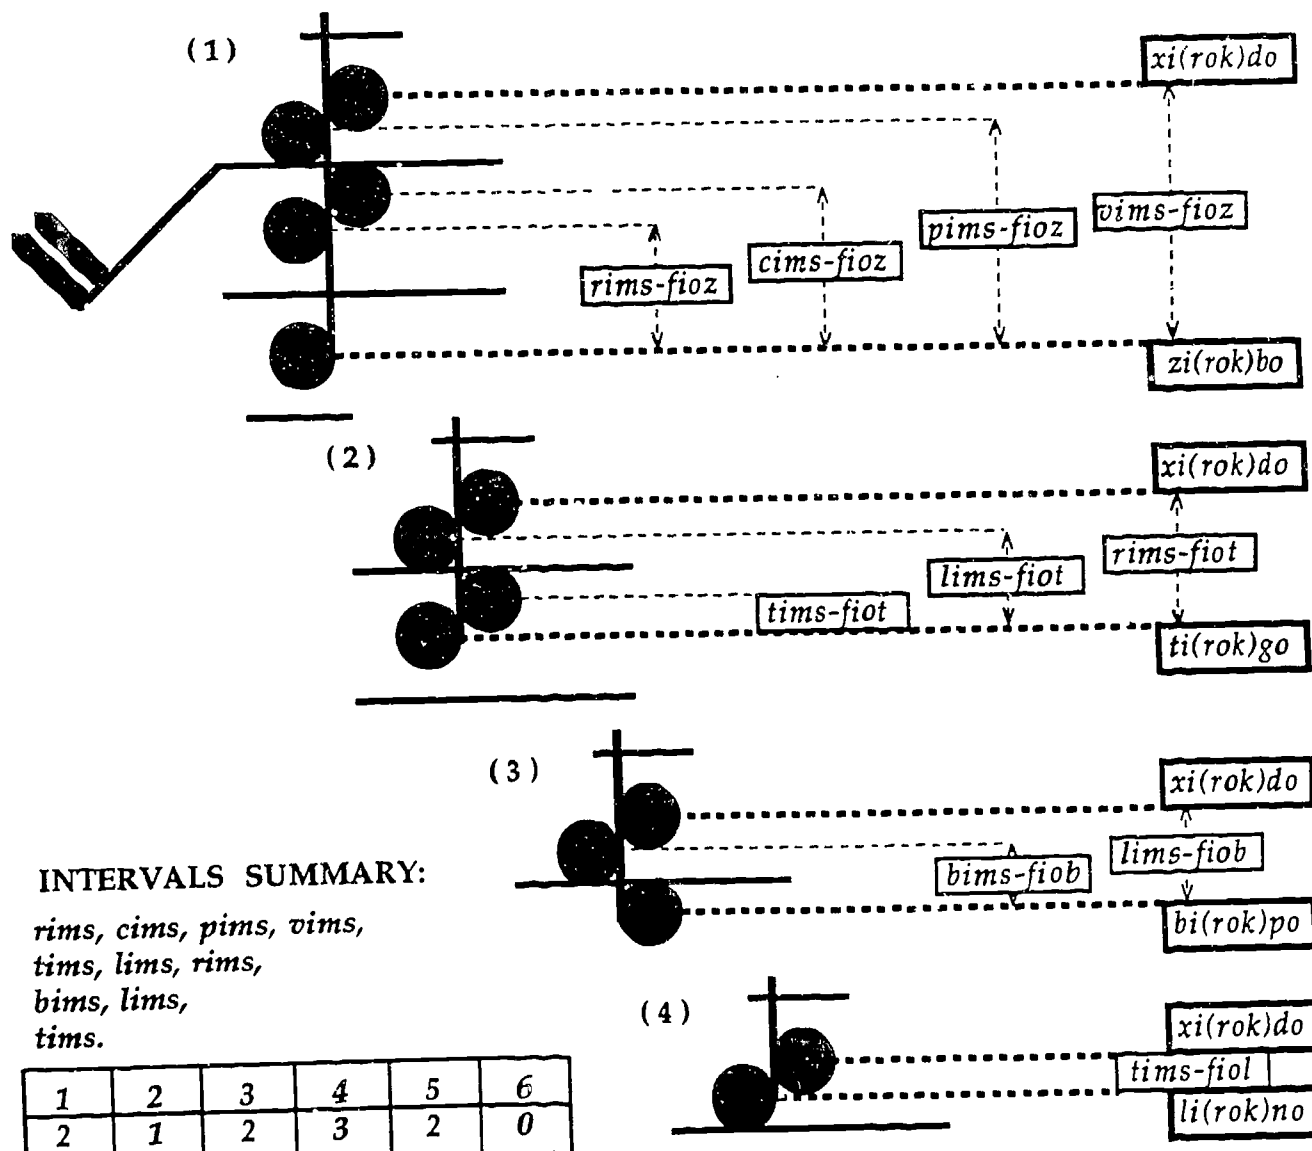 (1)
xi(rok)do
vims-fioz
pims-fioz
cims-fioz
rims-fioz
zi(rok)bo
(2)
xi(rok)do
rims-fiot
lims-fiot
tims-fiot
ti(rok)go
(3)
xi(rok)do
lims-fiob
bims-fiob
bi(rok)po
INTERVALS SUMMARY:
rims, cims, pims, vims,
tims, lims, rims,
bims, lims,
tims.
(4)
xi(rok)do
tims-fiol
li(rok)no
1 2 3 4 5 6
2 1 2 3 2 0